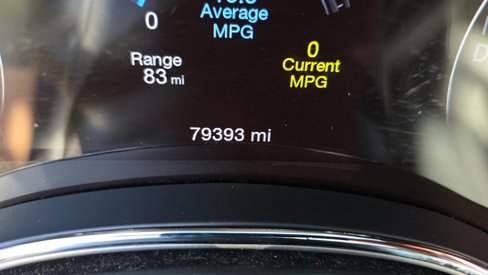 Average
MPG
0
Range
83 mi
0
Current
MPG
79393 mi